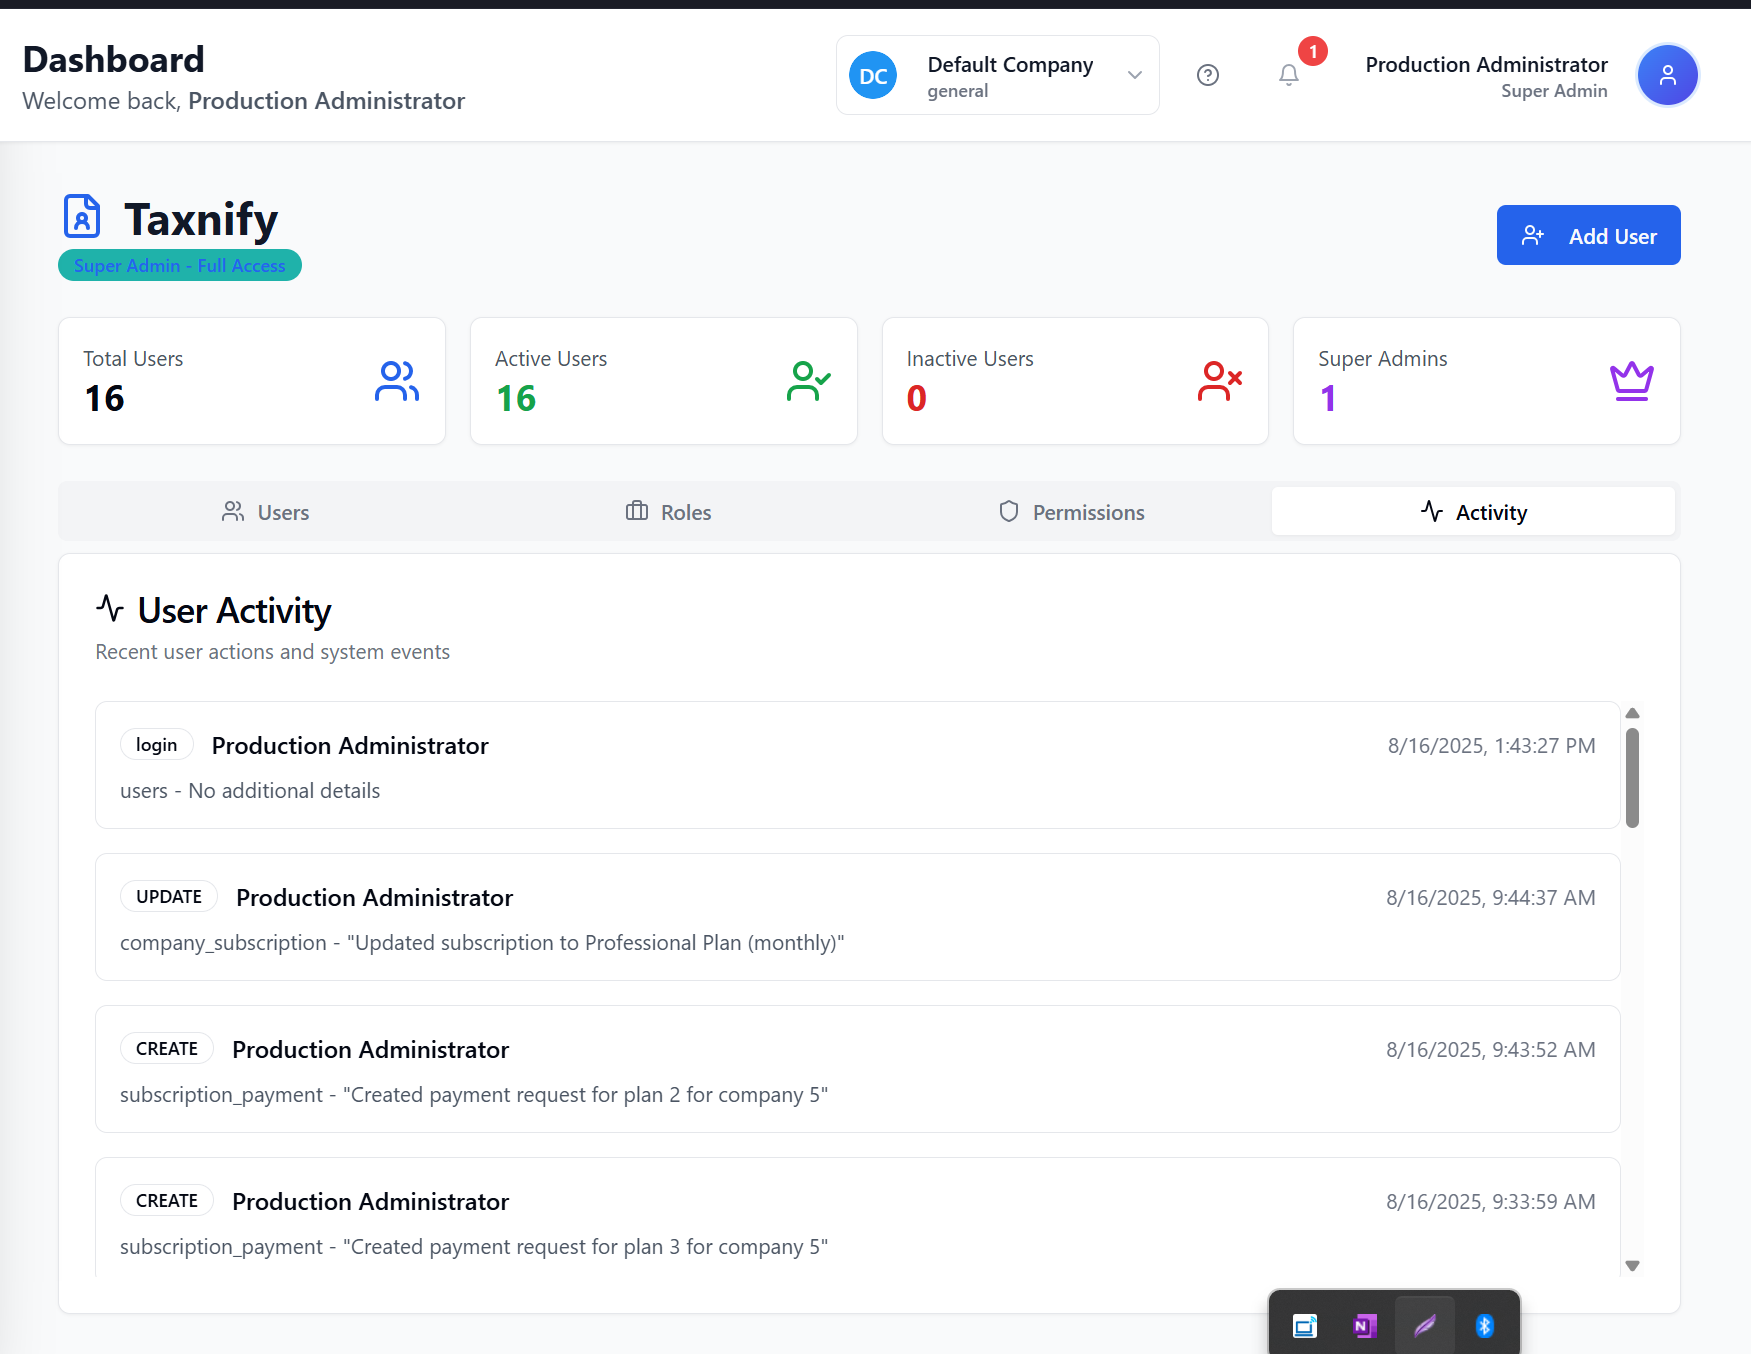 Dashboard
Welcome back, Production Administrator
DC
Default Company
general
1
Production Administrator
Super Admin
Taxnify
Super Admin - Full Access
Add User
Total Users
16
Active Users
16
Inactive Users
0
Super Admins
1
Users
Roles
Permissions
Activity
User Activity
Recent user actions and system events
login Production Administrator 8/16/2025, 1:43:27 PM
users - No additional details
UPDATE Production Administrator 8/16/2025, 9:44:37 AM
company_subscription - "Updated subscription to Professional Plan (monthly)"
CREATE Production Administrator 8/16/2025, 9:43:52 AM
subscription_payment - "Created payment request for plan 2 for company 5"
CREATE Production Administrator 8/16/2025, 9:33:59 AM
subscription_payment - "Created payment request for plan 3 for company 5"
N